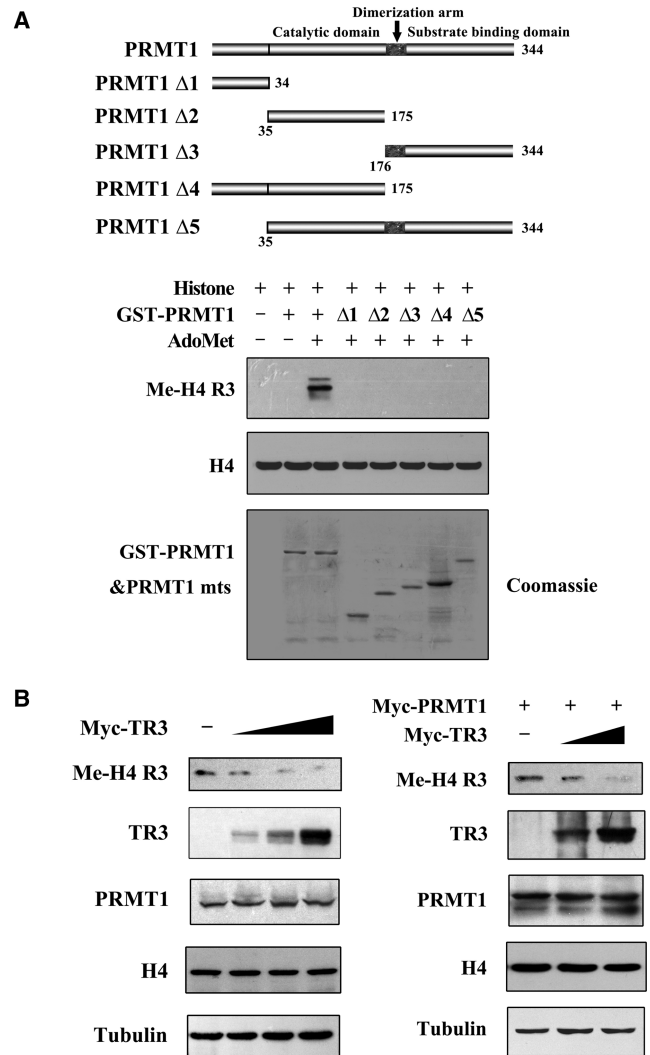 A
Dimerization arm
Catalytic domain Substrate binding domain
PRMT1 344
PRMT1 Δ1 34
PRMT1 Δ2 35 175
PRMT1 Δ3 176 344
PRMT1 Δ4 175
PRMT1 Δ5 35 344
Histone + + + + + + + +
GST-PRMT1 − + + Δ1 Δ2 Δ3 Δ4 Δ5
AdoMet − − + + + + + +
Me-H4 R3
H4
GST-PRMT1
&PRMT1 mts
Coomassie
B
Myc-TR3 −
Me-H4 R3
TR3
PRMT1
H4
Tubulin
Myc-PRMT1 + + +
Myc-TR3 −
Me-H4 R3
TR3
PRMT1
H4
Tubulin